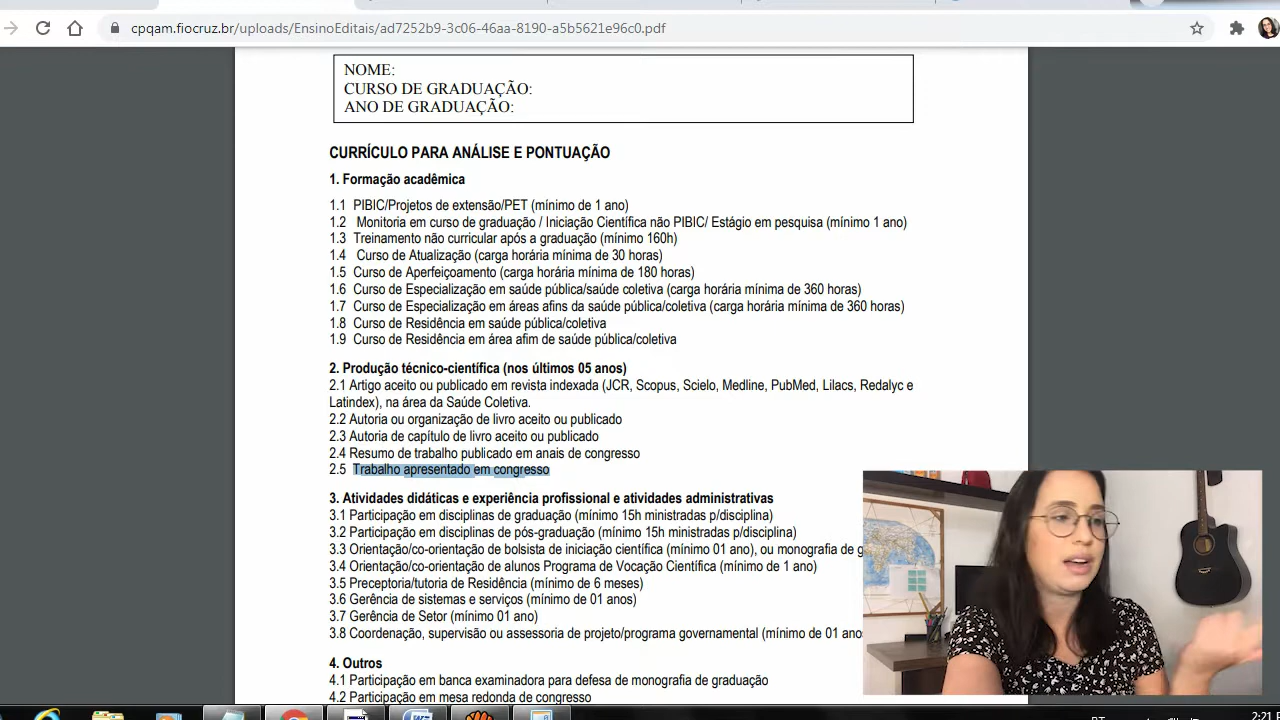 cpqam.fiocruz.br/uploads/EnsinoEditais/ad7252b9-3c06-46aa-8190-a5b5621e96c0.pdf
NOME:
CURSO DE GRADUAÇÃO:
ANO DE GRADUAÇÃO:
CURRÍCULO PARA ANÁLISE E PONTUAÇÃO
1. Formação acadêmica
1.1 PIBIC/Projetos de extensão/PET (mínimo de 1 ano)
1.2 Monitoria em curso de graduação / Iniciação Científica não PIBIC/ Estágio em pesquisa (mínimo 1 ano)
1.3 Treinamento não curricular após a graduação (mínimo 160h)
1.4 Curso de Atualização (carga horária mínima de 30 horas)
1.5 Curso de Aperfeiçoamento (carga horária mínima de 180 horas)
1.6 Curso de Especialização em saúde pública/saúde coletiva (carga horária mínima de 360 horas)
1.7 Curso de Especialização em áreas afins da saúde pública/coletiva (carga horária mínima de 360 horas)
1.8 Curso de Residência em saúde pública/coletiva
1.9 Curso de Residência em área afim de saúde pública/coletiva
2. Produção técnico-científica (nos últimos 05 anos)
2.1 Artigo aceito ou publicado em revista indexada (JCR, Scopus, Scielo, Medline, PubMed, Lilacs, Redalyc e
Latindex), na área da Saúde Coletiva.
2.2 Autoria ou organização de livro aceito ou publicado
2.3 Autoria de capítulo de livro aceito ou publicado
2.4 Resumo de trabalho publicado em anais de congresso
2.5 Trabalho apresentado em congresso
3. Atividades didáticas e experiência profissional e atividades administrativas
3.1 Participação em disciplinas de graduação (mínimo 15h ministradas p/disciplina)
3.2 Participação em disciplinas de pós-graduação (mínimo 15h ministradas p/disciplina)
3.3 Orientação/co-orientação de bolsista de iniciação científica (mínimo 01 ano), ou monografia de g
3.4 Orientação/co-orientação de alunos Programa de Vocação Científica (mínimo de 1 ano)
3.5 Preceptoria/tutoria de Residência (mínimo de 6 meses)
3.6 Gerência de sistemas e serviços (mínimo de 01 anos)
3.7 Gerência de Setor (mínimo 01 ano)
3.8 Coordenação, supervisão ou assessoria de projeto/programa governamental (mínimo de 01 ano
4. Outros
4.1 Participação em banca examinadora para defesa de monografia de graduação
4.2 Participação em mesa redonda de congresso